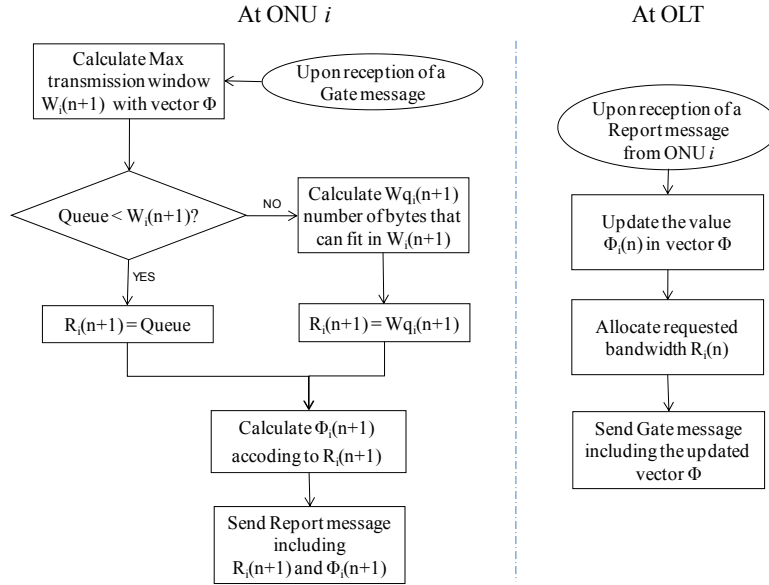 At ONU i
At OLT
Calculate Max
transmission window
Wi(n+1) with vector Φ
Upon reception of a
Gate message
Queue < Wi(n+1)?
NO
Calculate Wqi(n+1)
number of bytes that
can fit in Wi(n+1)
YES
Ri(n+1) = Queue
Ri(n+1) = Wqi(n+1)
Calculate Φi(n+1)
accoding to Ri(n+1)
Send Report message
including
Ri(n+1) and Φi(n+1)
Upon reception of a
Report message
from ONU i
Update the value
Φi(n) in vector Φ
Allocate requested
bandwidth Ri(n)
Send Gate message
including the updated
vector Φ